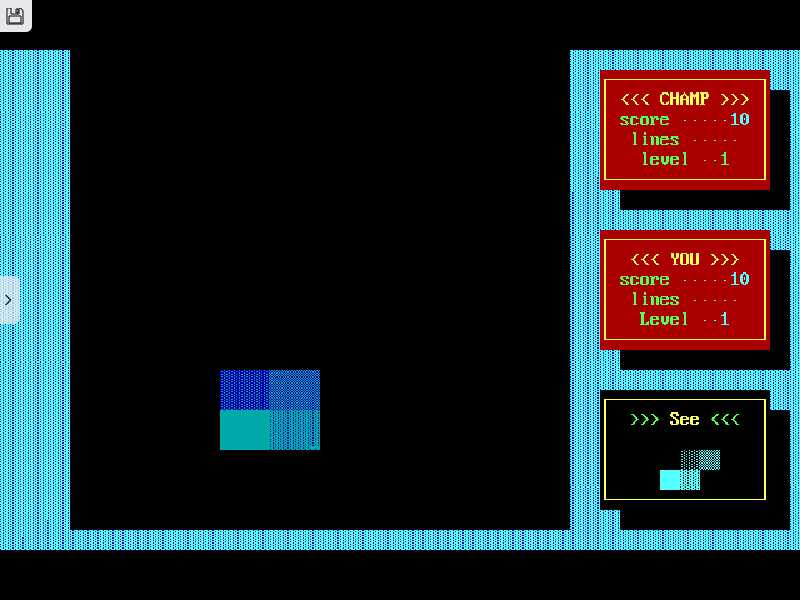 <<< CHAMP >>>
score ·····10
lines ·····
level ··1
<<< YOU >>>
score ·····10
lines ·····
Level ··1
>>> See <<<